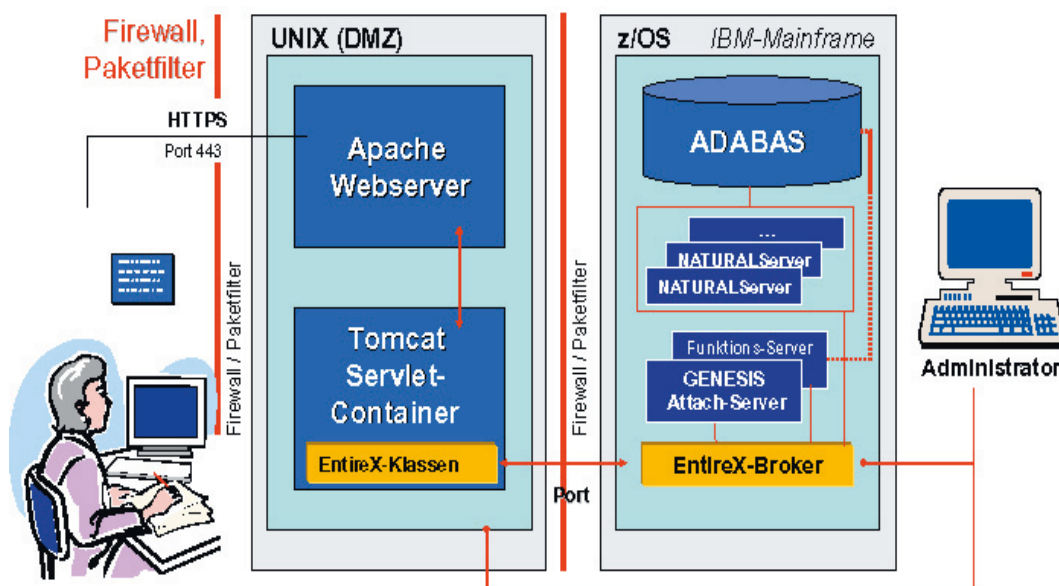 Firewall,
Paketfilter
HTTPS
Port 443
Firewall / Paketfilter
UNIX (DMZ)
Apache
Webserver
Tomcat
Servlet-
Container
EntireX-Klassen
Firewall / Paketfilter
Port
z/OS IBM-Mainframe
ADABAS
...
NATURALServer
NATURALServer
Funktions-Server
GENESIS
Attach-Server
EntireX-Broker
Administrator